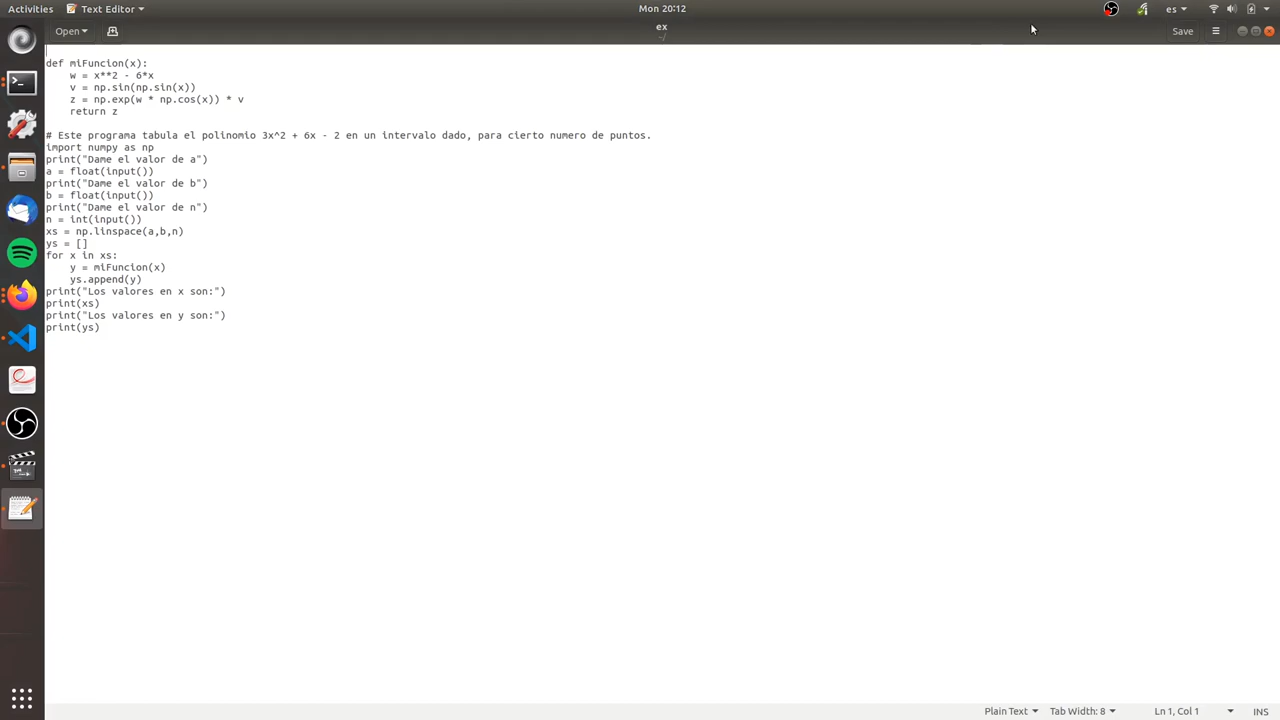 Activities Text Editor Mon 20:12 es
Open ex Save
~/
def miFuncion(x):
    w = x**2 - 6*x
    v = np.sin(np.sin(x))
    z = np.exp(w * np.cos(x)) * v
    return z
# Este programa tabula el polinomio 3x^2 + 6x - 2 en un intervalo dado, para cierto numero de puntos.
import numpy as np
print("Dame el valor de a")
a = float(input())
print("Dame el valor de b")
b = float(input())
print("Dame el valor de n")
n = int(input())
xs = np.linspace(a,b,n)
ys = []
for x in xs:
    y = miFuncion(x)
    ys.append(y)
print("Los valores en x son:")
print(xs)
print("Los valores en y son:")
print(ys)
Plain Text Tab Width: 8 Ln 1, Col 1 INS